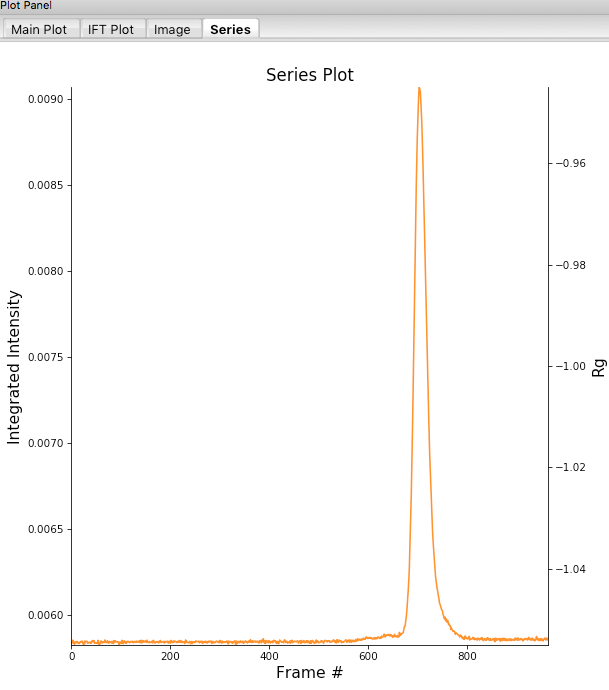 Plot Panel
Main Plot IFT Plot Image Series
Series Plot
0.0090
0.0085
0.0080
0.0075
0.0070
0.0065
0.0060
Integrated Intensity
−0.96
−0.98
−1.00
−1.02
−1.04
Rg
0 200 400 600 800
Frame #